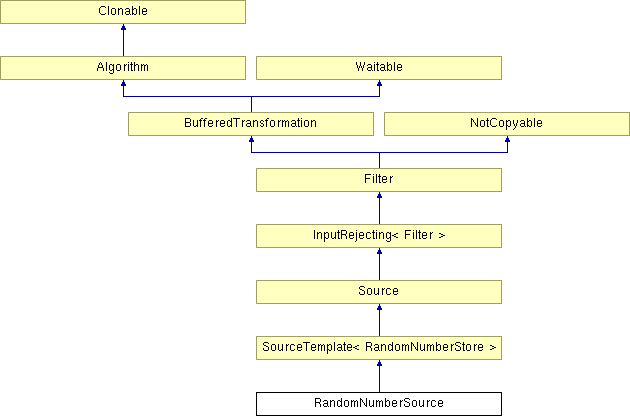 Clonable
Algorithm
Waitable
BufferedTransformation
NotCopyable
Filter
InputRejecting< Filter >
Source
SourceTemplate< RandomNumberStore >
RandomNumberSource